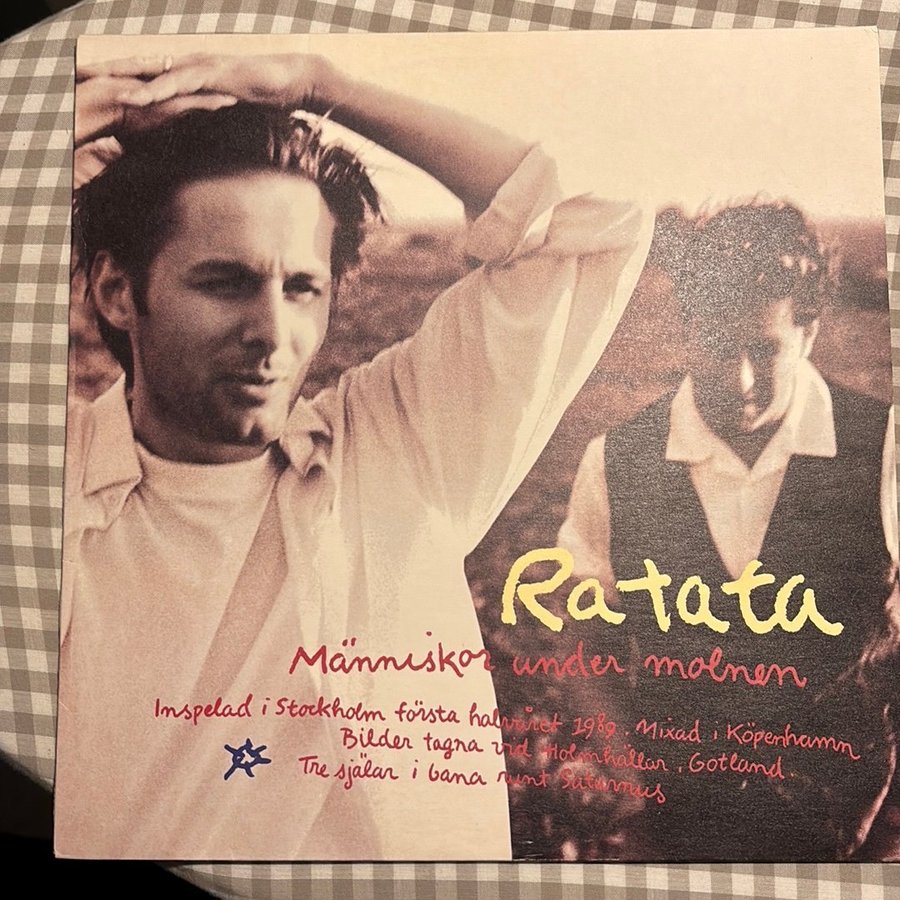 Ratata
Människor under molnen
Inspelad i Stockholm första halvåret 1989. Mixad i Köpenhamn
Bilder tagna vid Holmhällar, Gotland.
Tre själar i bana runt Saturnus